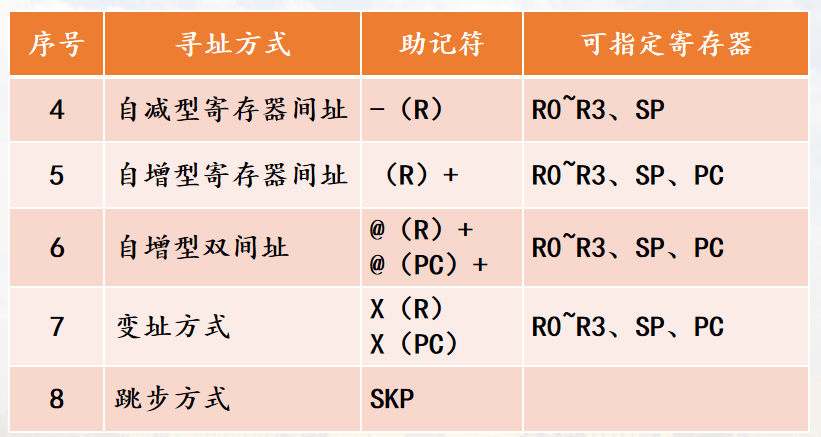 序号 寻址方式 助记符 可指定寄存器
4 自减型寄存器间址 -（R） R0~R3、SP
5 自增型寄存器间址 （R）+ R0~R3、SP、PC
6 自增型双间址 @（R）+ R0~R3、SP、PC
@（PC）+
7 变址方式 X（R） R0~R3、SP、PC
X（PC）
8 跳步方式 SKP